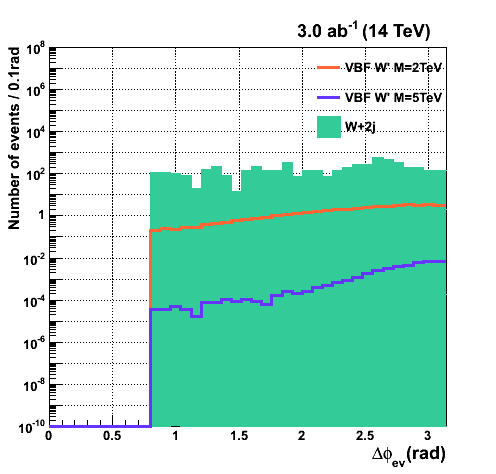 3.0 ab⁻¹ (14 TeV)
Number of events / 0.1rad
10⁸
10⁶
10⁴
10²
1
10⁻²
10⁻⁴
10⁻⁶
10⁻⁸
10⁻¹⁰
VBF W' M=2TeV
VBF W' M=5TeV
W+2j
0 0.5 1 1.5 2 2.5 3
Δϕ_eν(rad)